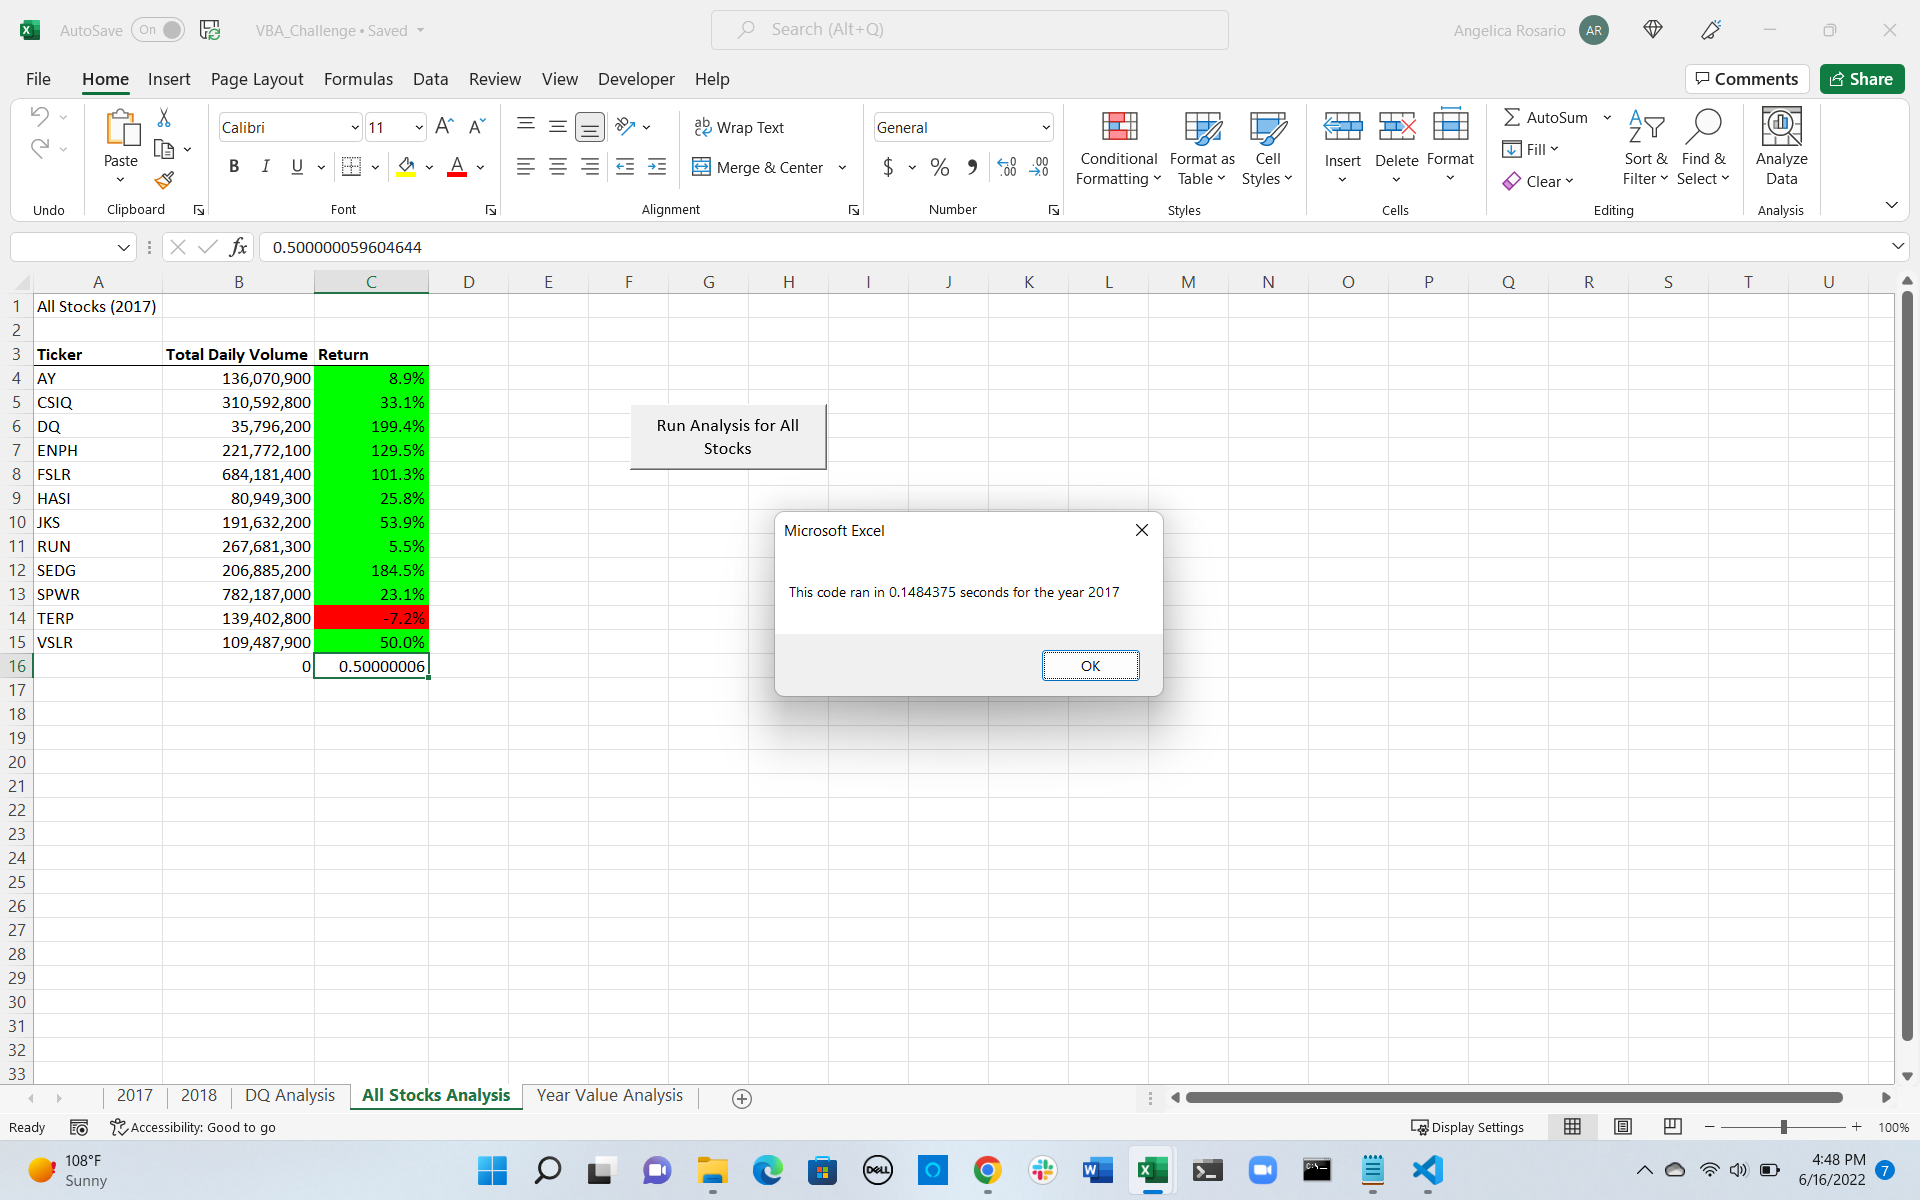 AutoSave On VBA_Challenge • Saved Search (Alt+Q) Angelica Rosario AR
File Home Insert Page Layout Formulas Data Review View Developer Help Comments Share
Paste
Undo Clipboard
Calibri 11
B I U A
Font
ab Wrap Text
Merge & Center
Alignment
General
$ % 9 .00
Number
Conditional Formatting
Format as Table
Cell Styles
Styles
Insert Delete Format
Cells
AutoSum
Fill
Clear
Sort & Filter
Find & Select
Editing
Analyze Data
Analysis
fx 0.500000059604644
A B C D E F G H I J K L M N O P Q R S T U
1 All Stocks (2017)
2
3 Ticker Total Daily Volume Return
4 AY 136,070,900 8.9%
5 CSIQ 310,592,800 33.1%
6 DQ 35,796,200 199.4%
7 ENPH 221,772,100 129.5%
8 FSLR 684,181,400 101.3%
9 HASI 80,949,300 25.8%
10 JKS 191,632,200 53.9%
11 RUN 267,681,300 5.5%
12 SEDG 206,885,200 184.5%
13 SPWR 782,187,000 23.1%
14 TERP 139,402,800 -7.2%
15 VSLR 109,487,900 50.0%
16 0 0.50000006
17
18
19
20
21
22
23
24
25
26
27
28
29
30
31
32
33
Run Analysis for All
Stocks
Microsoft Excel
This code ran in 0.1484375 seconds for the year 2017
OK
2017 2018 DQ Analysis All Stocks Analysis Year Value Analysis
Ready Accessibility: Good to go Display Settings 100%
108°F
Sunny
DELL
4:48 PM
6/16/2022
7